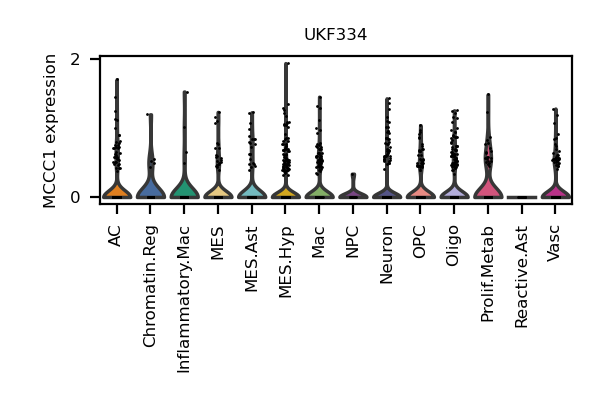 UKF334
MCCC1 expression
2
0
AC
Chromatin.Reg
Inflammatory.Mac
MES
MES.Ast
MES.Hyp
Mac
NPC
Neuron
OPC
Oligo
Prolif.Metab
Reactive.Ast
Vasc